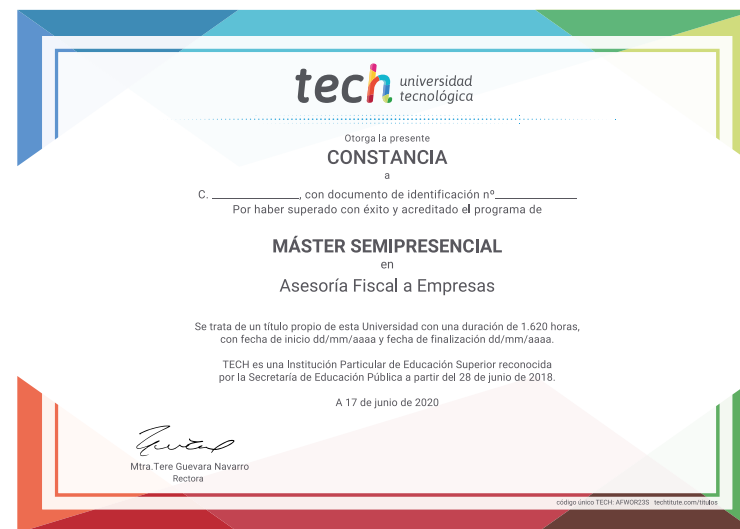 tech universidad
tecnológica
Otorga la presente
CONSTANCIA
a
C. ______________, con documento de identificación nº______________
Por haber superado con éxito y acreditado el programa de
MÁSTER SEMIPRESENCIAL
en
Asesoría Fiscal a Empresas
Se trata de un título propio de esta Universidad con una duración de 1.620 horas,
con fecha de inicio dd/mm/aaaa y fecha de finalización dd/mm/aaaa.
TECH es una Institución Particular de Educación Superior reconocida
por la Secretaría de Educación Pública a partir del 28 de junio de 2018.
A 17 de junio de 2020
Mtra.Tere Guevara Navarro
Rectora
código único TECH: AFWOR23S techtitute.com/titulos